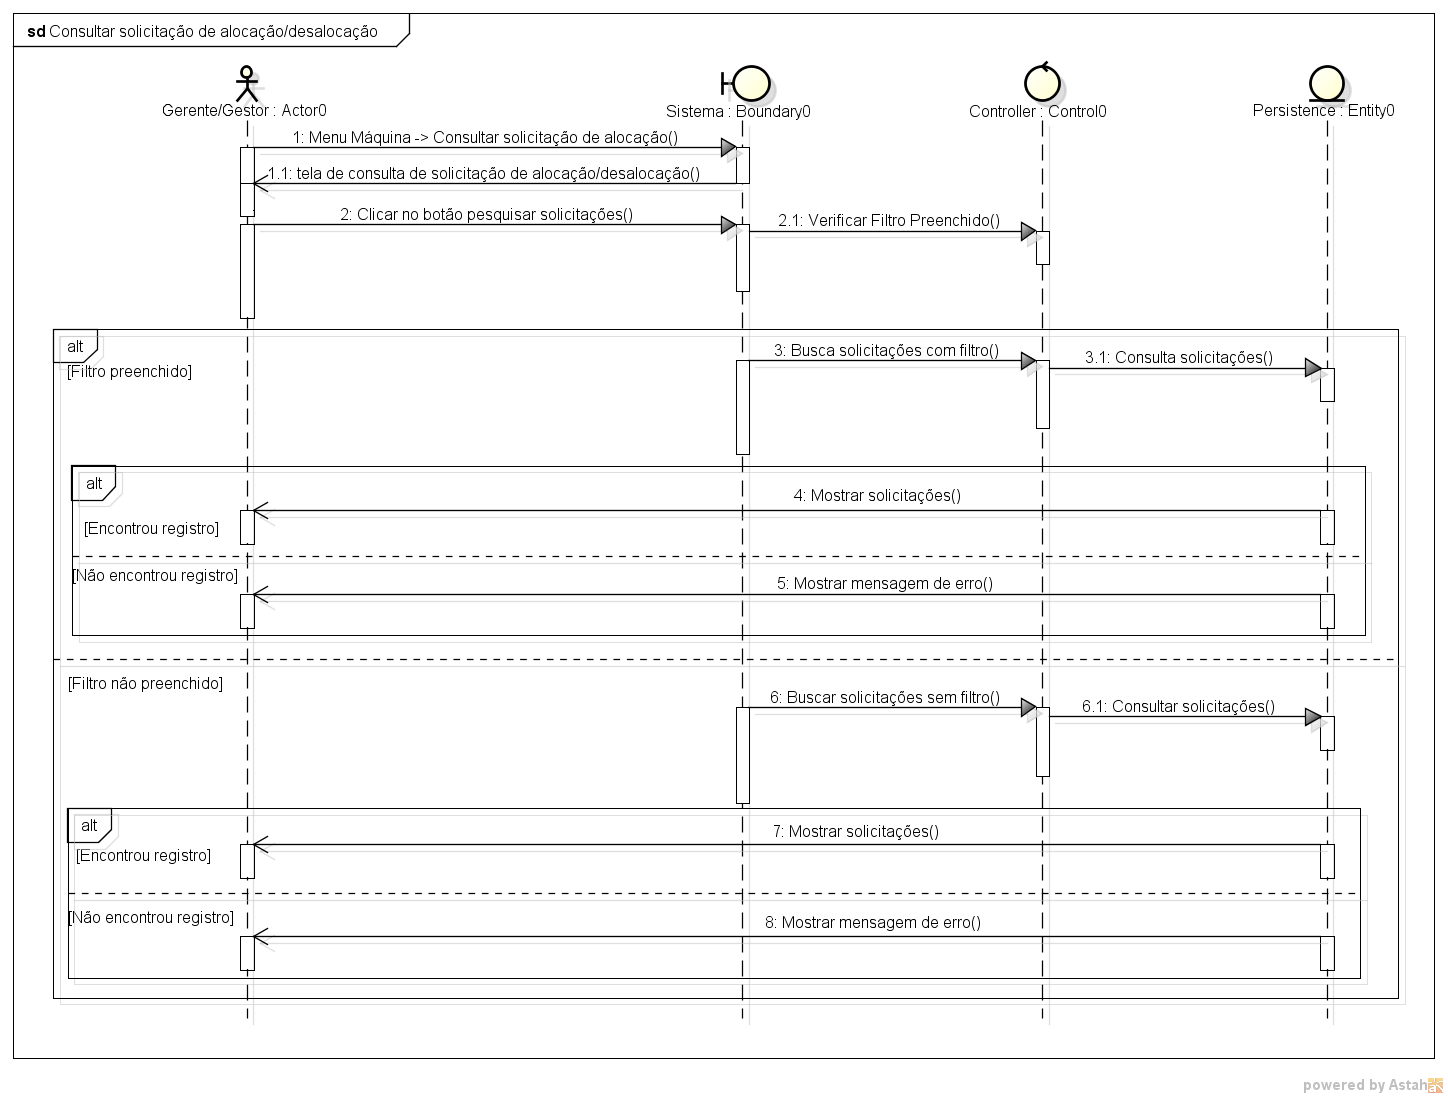 sd Consultar solicitação de alocação/desalocação
Gerente/Gestor : Actor0
Sistema : Boundary0
Controller : Control0
Persistence : Entity0
1: Menu Máquina -> Consultar solicitação de alocação()
1.1: tela de consulta de solicitação de alocação/desalocação()
2: Clicar no botão pesquisar solicitações()
2.1: Verificar Filtro Preenchido()
alt
3: Busca solicitações com filtro()
3.1: Consulta solicitações()
[Filtro preenchido]
alt
4: Mostrar solicitações()
[Encontrou registro]
[Não encontrou registro]
5: Mostrar mensagem de erro()
[Filtro não preenchido]
6: Buscar solicitações sem filtro()
6.1: Consultar solicitações()
alt
7: Mostrar solicitações()
[Encontrou registro]
[Não encontrou registro]
8: Mostrar mensagem de erro()
powered by Astah